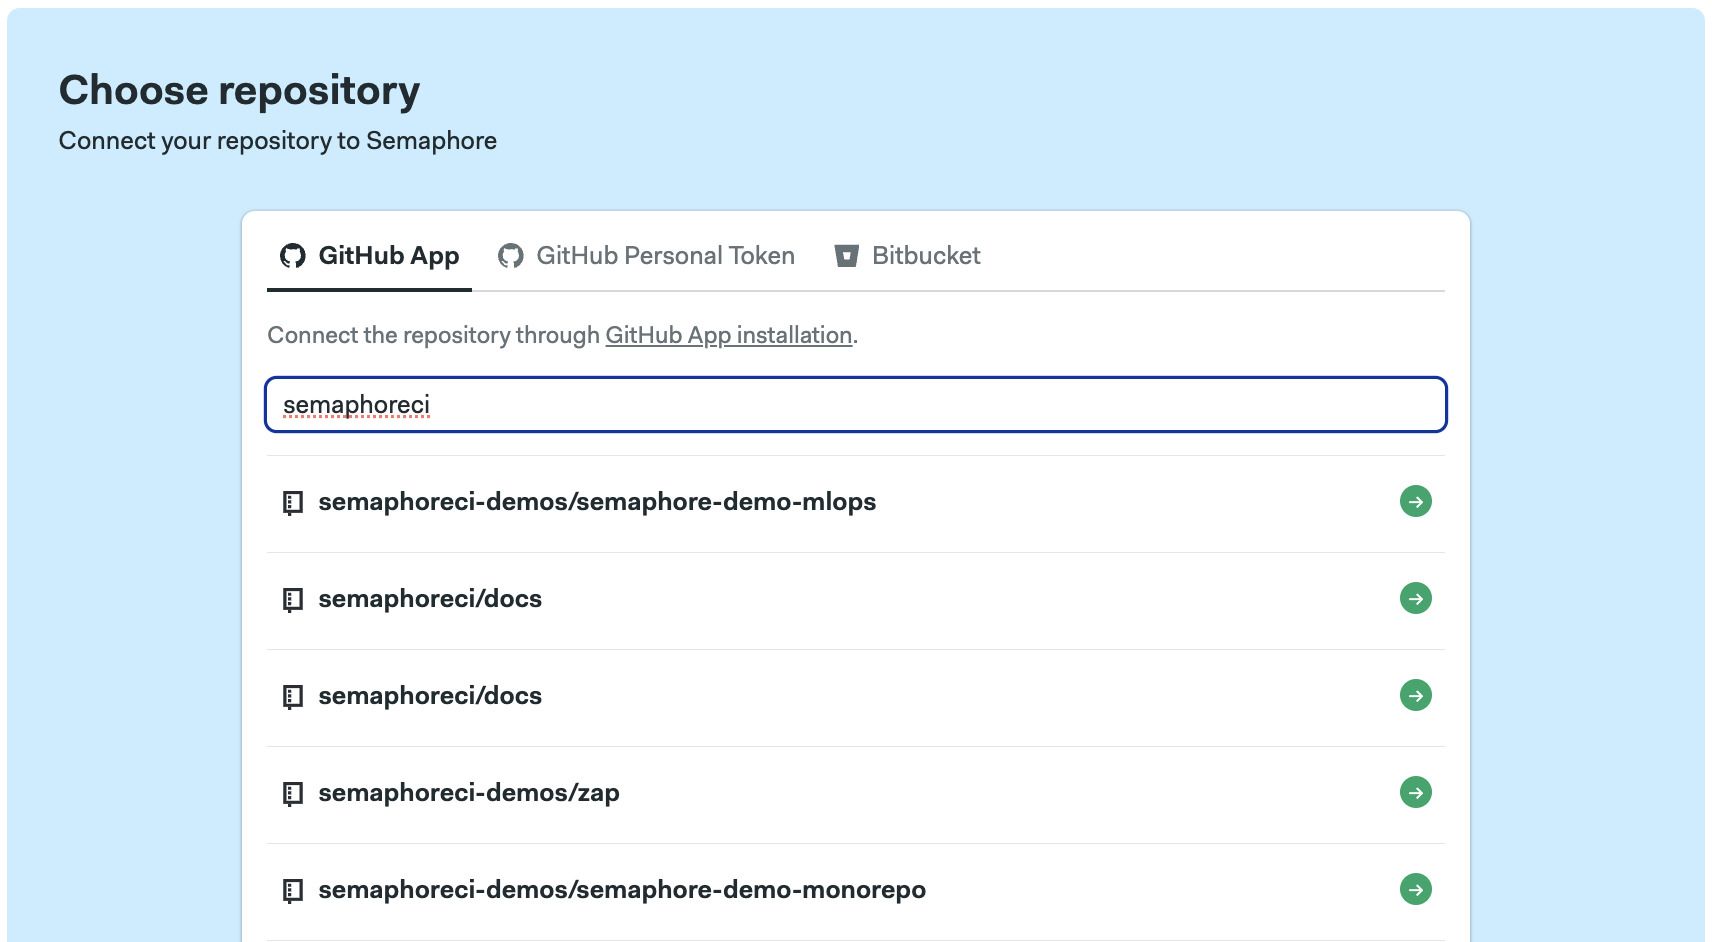 Choose repository
Connect your repository to Semaphore
GitHub App GitHub Personal Token Bitbucket
Connect the repository through GitHub App installation.
semaphoreci
semaphoreci-demos/semaphore-demo-mlops
semaphoreci/docs
semaphoreci/docs
semaphoreci-demos/zap
semaphoreci-demos/semaphore-demo-monorepo